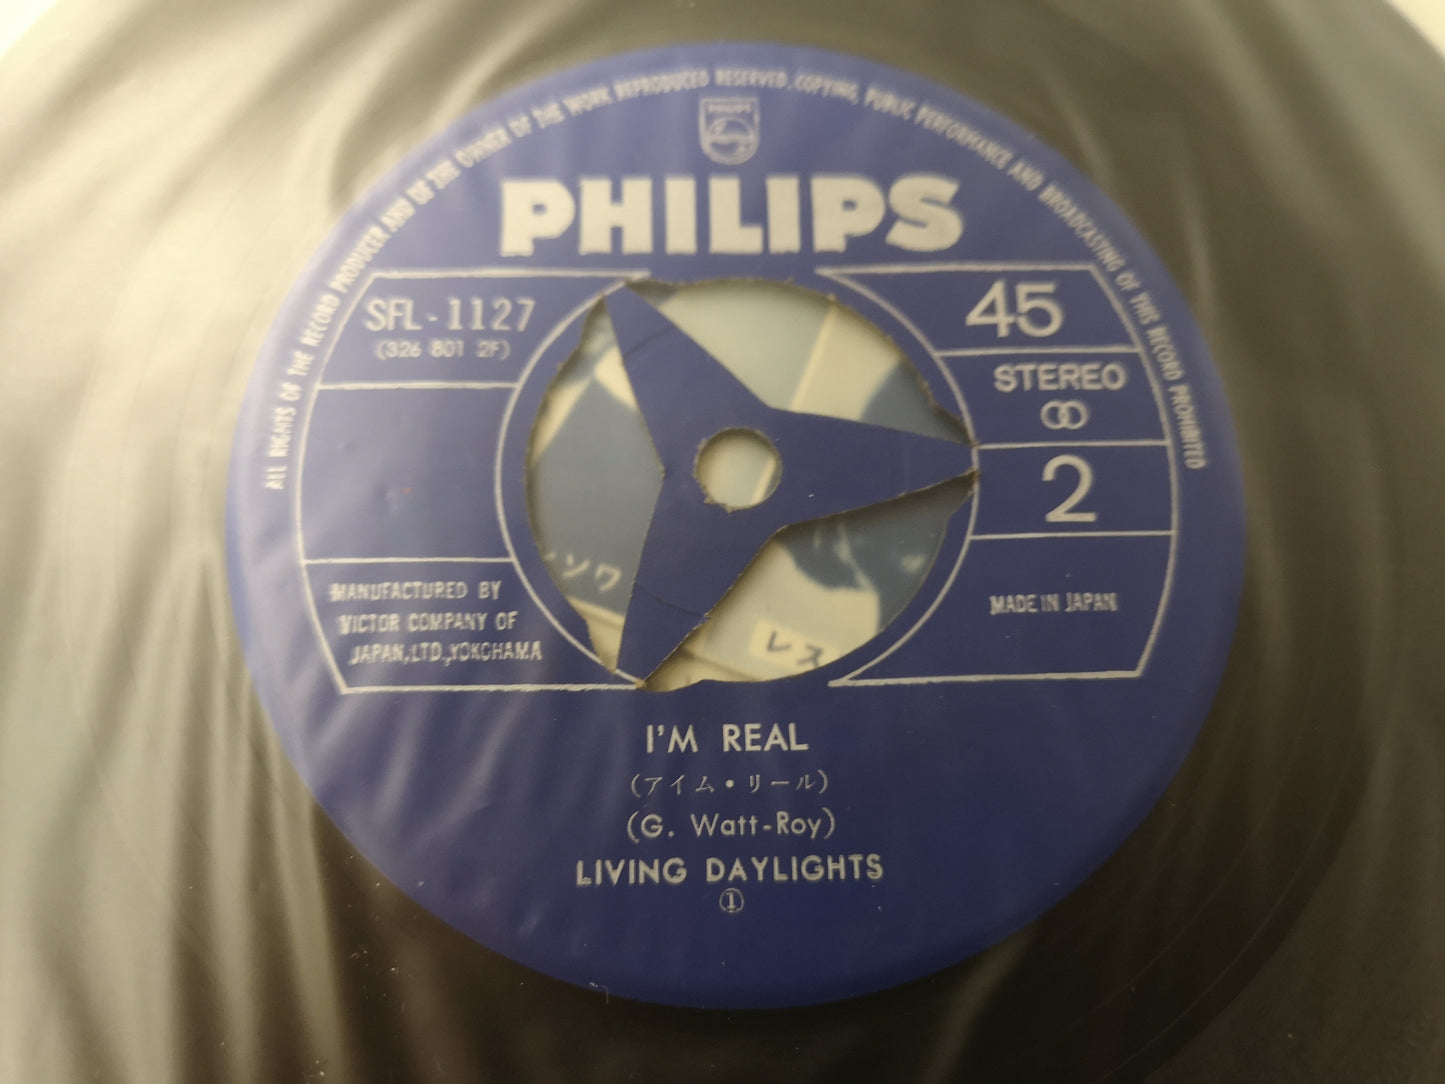 ALL RIGHTS OF THE RECORD PRODUCER AND OF THE OWNER OF THE WORK REPRODUCED RESERVED. COPYING, PUBLIC PERFORMANCE AND BROADCASTING OF THIS RECORD PROHIBITED
PHILIPS
PHILIPS
SFL-1127
(326 801 2F)
45
STEREO
2
MANUFACTURED BY
VICTOR COMPANY OF
JAPAN, LTD., YOKOHAMA
MADE IN JAPAN
ソワ
レス
I'M REAL
(アイム・リール)
(G. Watt-Roy)
LIVING DAYLIGHTS
①